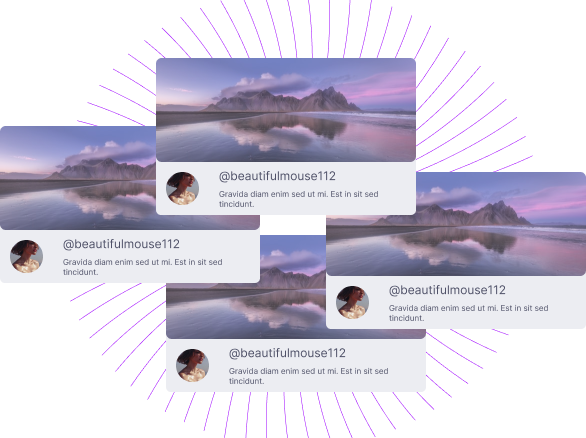 @beautifulmouse112
Gravida diam enim sed ut mi. Est in sit sed
tincidunt.
@beautifulmouse112
Gravida diam enim sed ut mi. Est in sit sed
tincidunt.
@beautifulmouse112
Gravida diam enim sed ut mi. Est in sit sed
tincidunt.
@beautifulmouse112
Gravida diam enim sed ut mi. Est in sit sed
tincidunt.